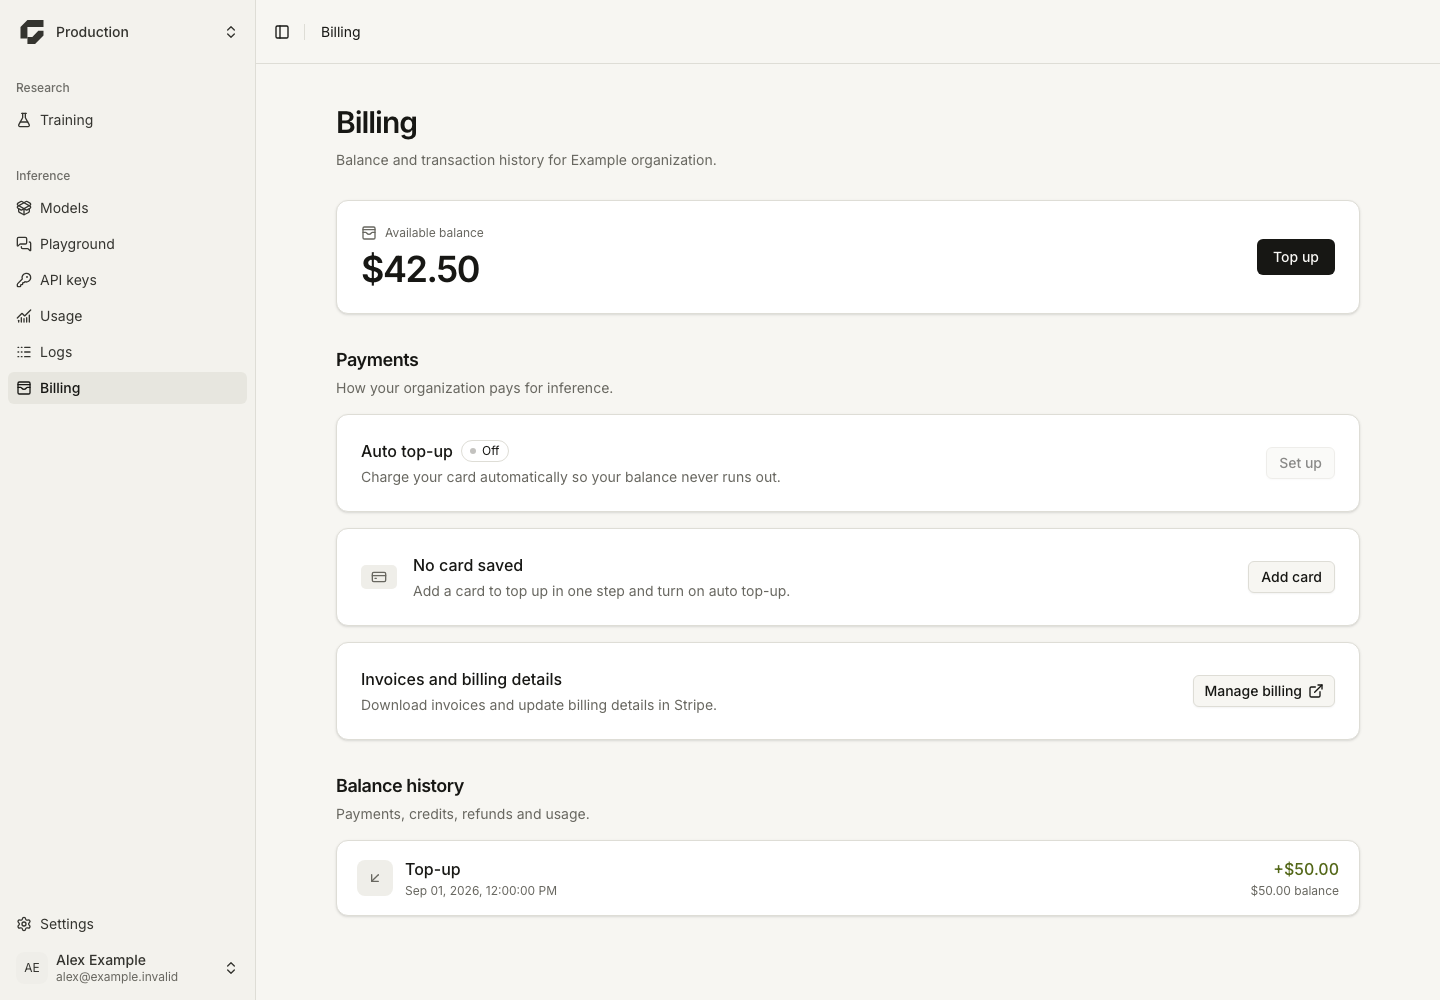 Production
Research
Training
Inference
Models
Playground
API keys
Usage
Logs
Billing
Settings
AE
Alex Example
alex@example.invalid
Billing
Billing
Balance and transaction history for Example organization.
Available balance
$42.50
Top up
Payments
How your organization pays for inference.
Auto top-up
Off
Charge your card automatically so your balance never runs out.
Set up
No card saved
Add a card to top up in one step and turn on auto top-up.
Add card
Invoices and billing details
Download invoices and update billing details in Stripe.
Manage billing
Balance history
Payments, credits, refunds and usage.
Top-up
Sep 01, 2026, 12:00:00 PM
+$50.00
$50.00 balance